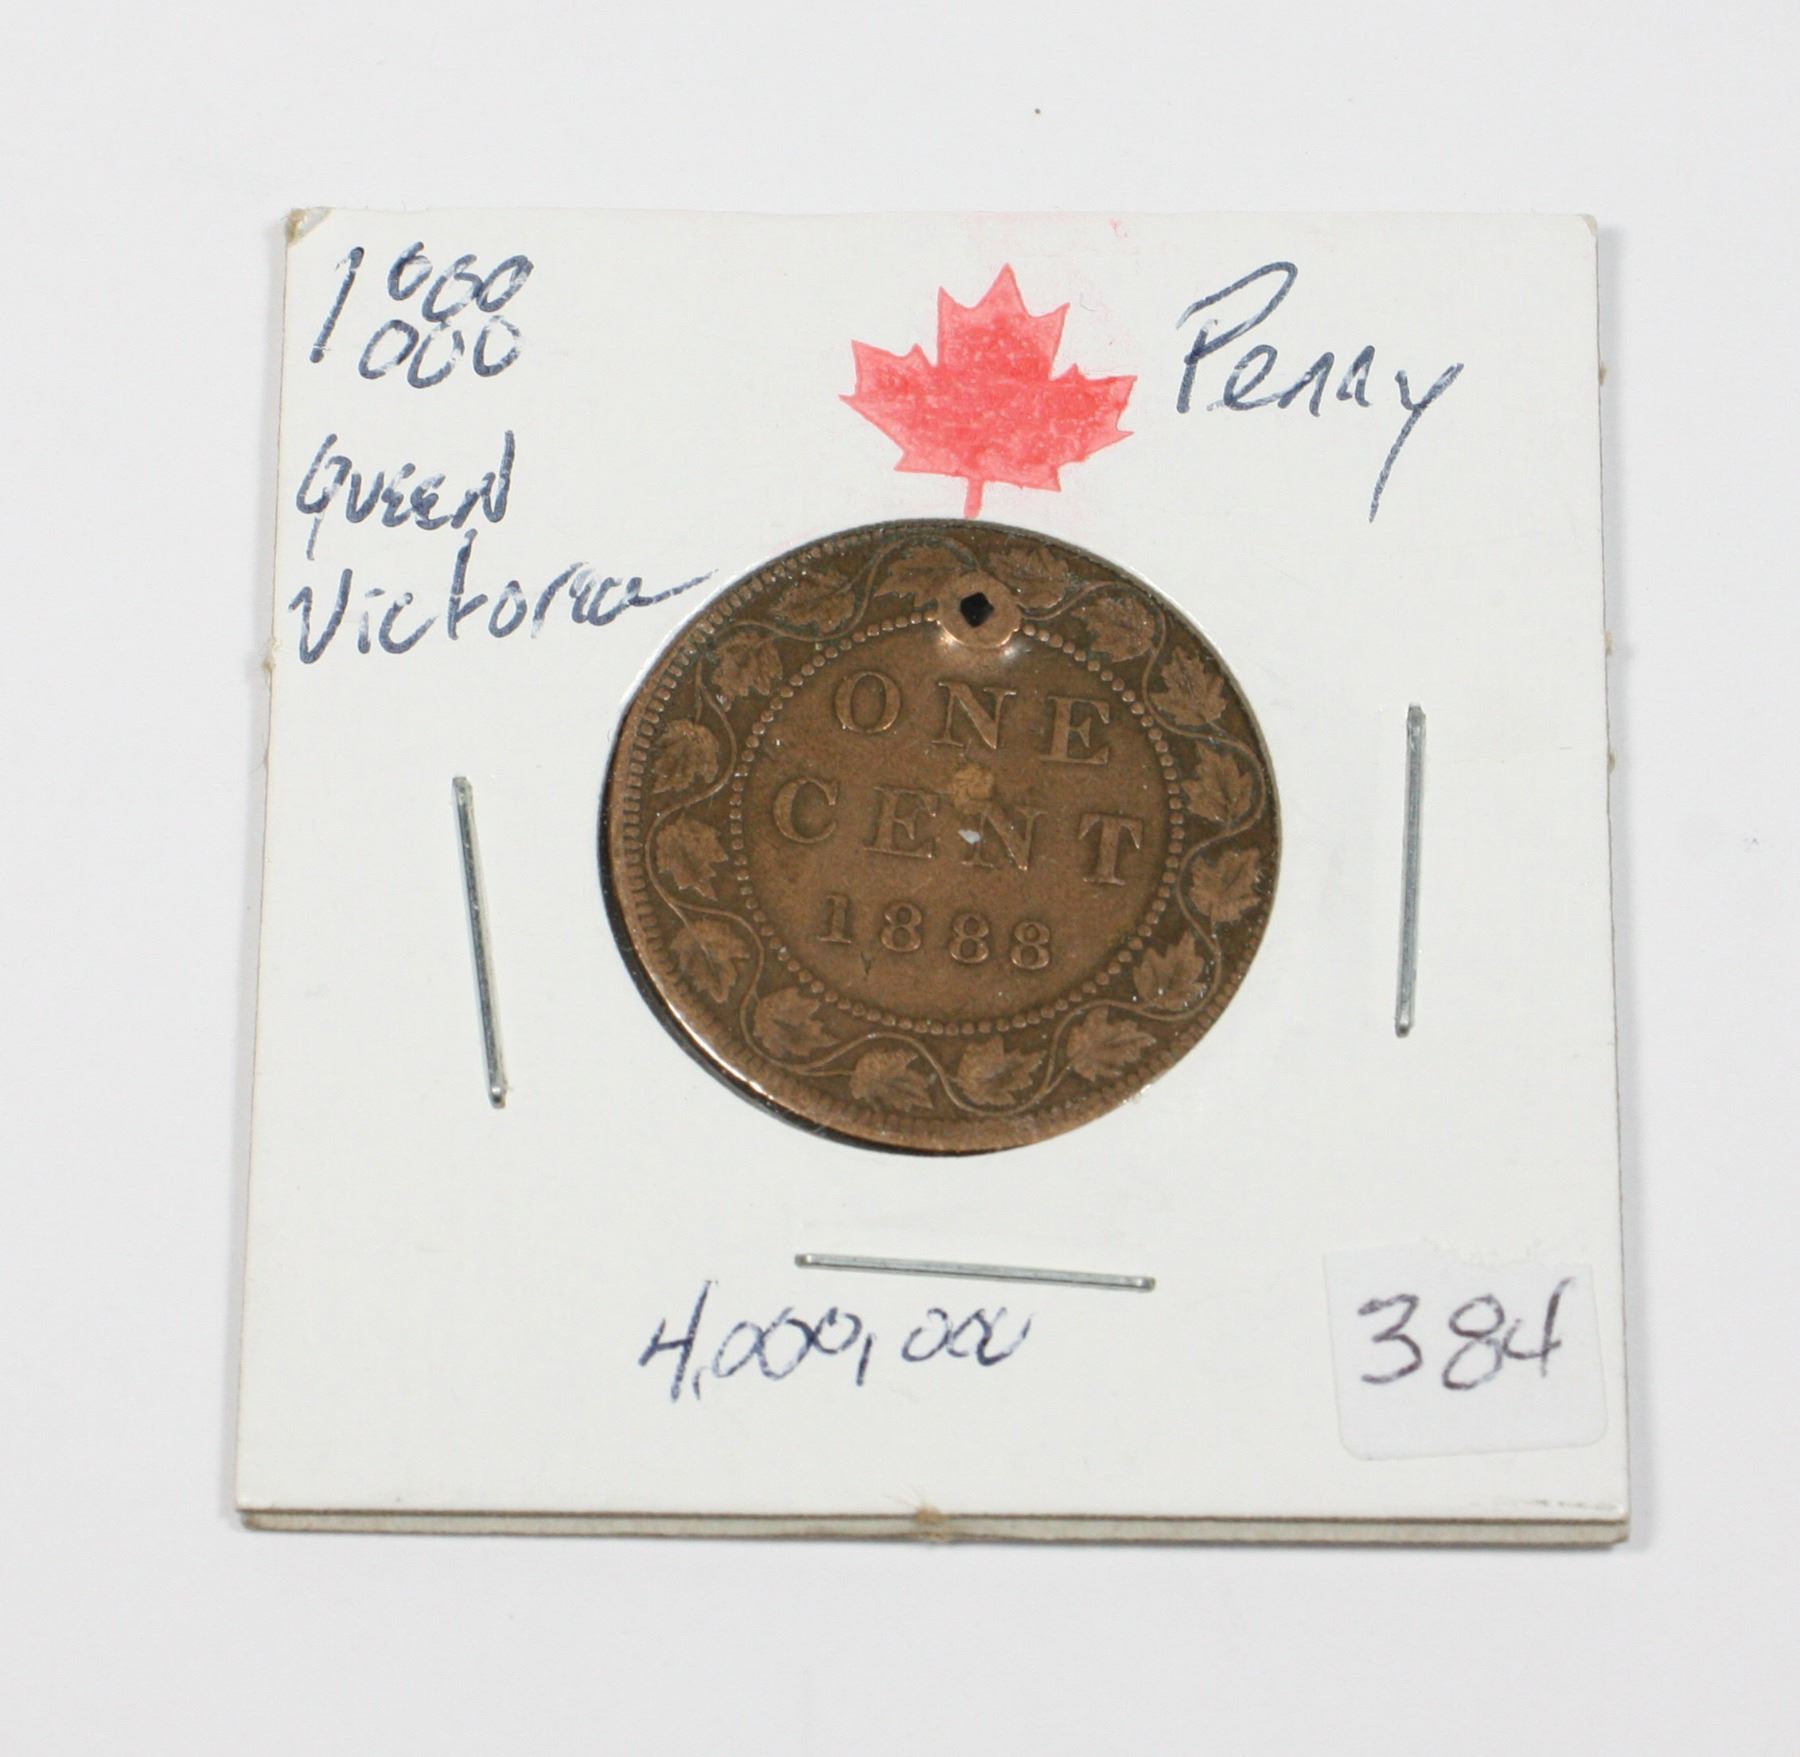 1 000
000
Penny
Queen
Victoria
ONE
CENT
1888
4,000,000
384